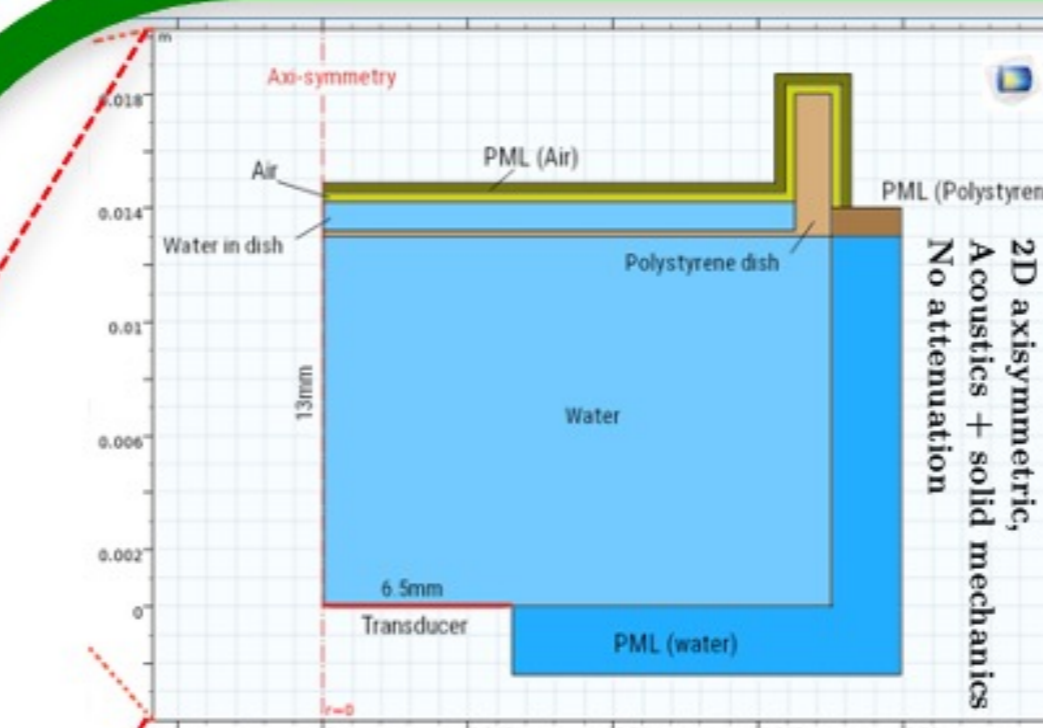 m
Axi-symmetry
0.018
PML (Air)
Air
PML (Polystyren
0.014
Water in dish
Polystyrene dish
2D axisymmetric,
Acoustics + solid mechanics
No attenuation
0.01
13mm
Water
0.006
0.002
6.5mm
0
Transducer
PML (water)
r=0